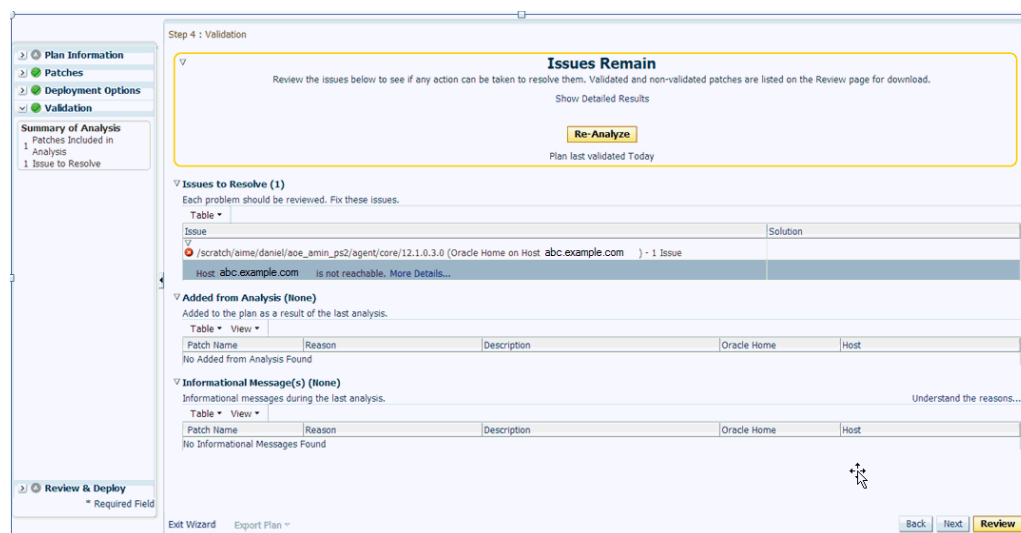 Step 4 : Validation
Plan Information
Patches
Deployment Options
Validation
Summary of Analysis
1 Patches Included in Analysis
1 Issue to Resolve
Review & Deploy
* Required Field
Issues Remain
Review the issues below to see if any action can be taken to resolve them. Validated and non-validated patches are listed on the Review page for download.
Show Detailed Results
Re-Analyze
Plan last validated Today
Issues to Resolve (1)
Each problem should be reviewed. Fix these issues.
Table
Issue Solution
/scratch/aime/daniel/aoe_amin_ps2/agent/core/12.1.0.3.0 (Oracle Home on Host abc.example.com ) - 1 Issue
Host abc.example.com is not reachable. More Details...
Added from Analysis (None)
Added to the plan as a result of the last analysis.
Table View
Patch Name Reason Description Oracle Home Host
No Added from Analysis Found
Informational Message(s) (None)
Informational messages during the last analysis. Understand the reasons...
Table View
Patch Name Reason Description Oracle Home Host
No Informational Messages Found
Exit Wizard Export Plan Back Next Review